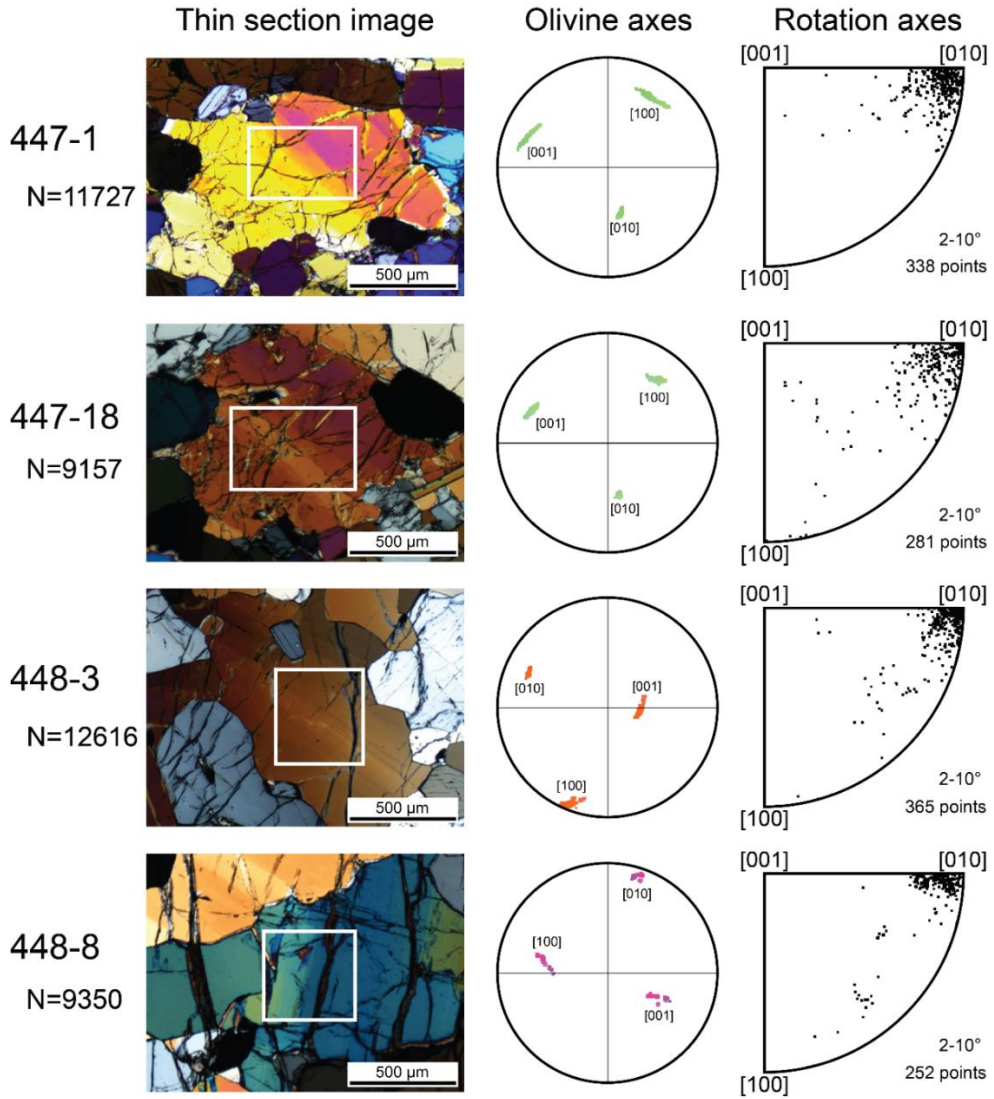 Thin section image
Olivine axes
Rotation axes
447-1
N=11727
500 µm
[100]
[001]
[010]
[001]
[010]
[100]
2-10°
338 points
447-18
N=9157
500 µm
[100]
[001]
[010]
[001]
[010]
[100]
2-10°
281 points
448-3
N=12616
500 µm
[010]
[001]
[100]
[001]
[010]
[100]
2-10°
365 points
448-8
N=9350
500 µm
[010]
[100]
[001]
[001]
[010]
[100]
2-10°
252 points